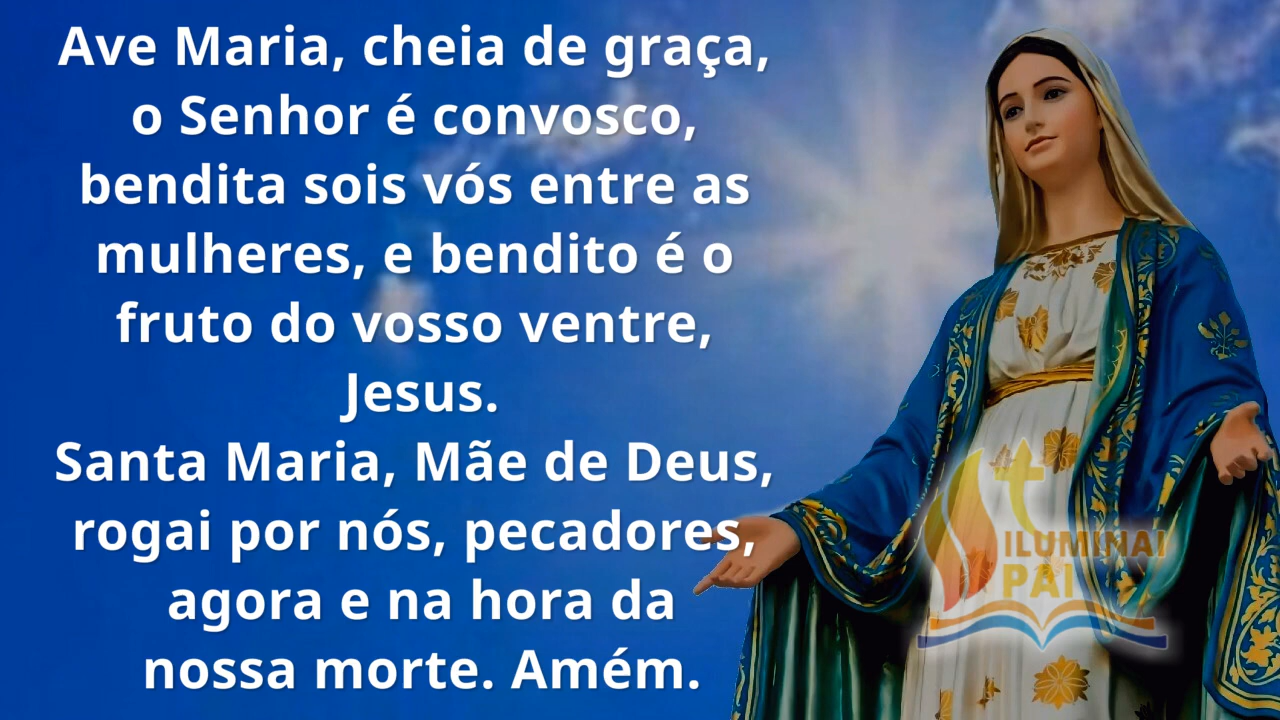 Ave Maria, cheia de graça,
o Senhor é convosco,
bendita sois vós entre as
mulheres, e bendito é o
fruto do vosso ventre,
Jesus.
Santa Maria, Mãe de Deus,
rogai por nós, pecadores,
agora e na hora da
nossa morte. Amém.
ILUMINAI
PAI